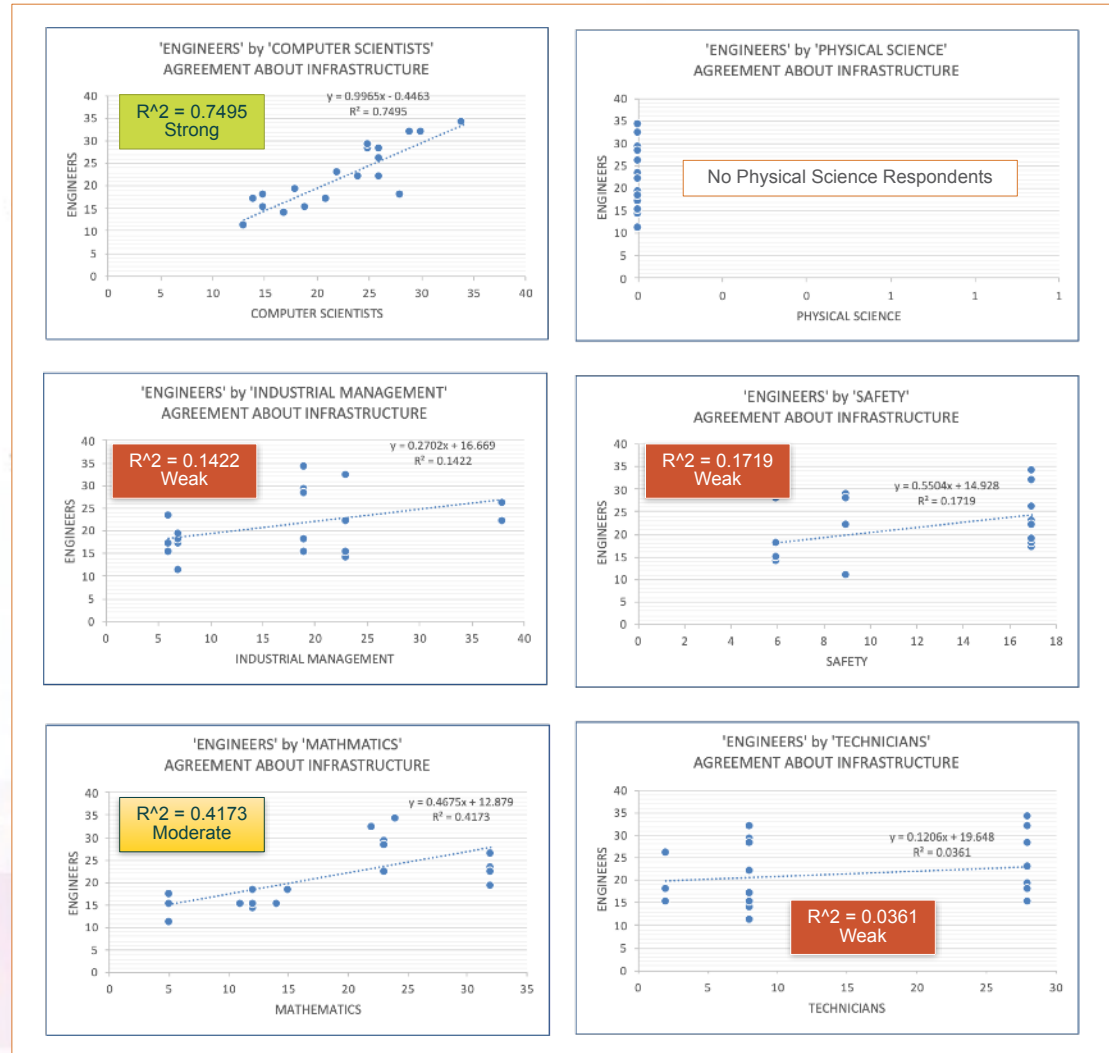 'ENGINEERS' by 'COMPUTER SCIENTISTS'
AGREEMENT ABOUT INFRASTRUCTURE
y = 0.9965x - 0.4463
R² = 0.7495
R^2 = 0.7495
Strong
ENGINEERS
40
35
30
25
20
15
10
5
0
0 5 10 15 20 25 30 35 40
COMPUTER SCIENTISTS
'ENGINEERS' by 'PHYSICAL SCIENCE'
AGREEMENT ABOUT INFRASTRUCTURE
No Physical Science Respondents
ENGINEERS
40
35
30
25
20
15
10
5
0
0 0 0 1 1 1
PHYSICAL SCIENCE
'ENGINEERS' by 'INDUSTRIAL MANAGEMENT'
AGREEMENT ABOUT INFRASTRUCTURE
y = 0.2702x + 16.669
R² = 0.1422
R^2 = 0.1422
Weak
ENGINEERS
40
35
30
25
20
15
10
5
0
0 5 10 15 20 25 30 35 40
INDUSTRIAL MANAGEMENT
'ENGINEERS' by 'SAFETY'
AGREEMENT ABOUT INFRASTRUCTURE
R^2 = 0.1719
Weak
y = 0.5504x + 14.928
R² = 0.1719
ENGINEERS
40
35
30
25
20
15
10
5
0
0 2 4 6 8 10 12 14 16 18
SAFETY
'ENGINEERS' by 'MATHMATICS'
AGREEMENT ABOUT INFRASTRUCTURE
y = 0.4675x + 12.879
R² = 0.4173
R^2 = 0.4173
Moderate
ENGINEERS
40
35
30
25
20
15
10
5
0
0 5 10 15 20 25 30 35
MATHEMATICS
'ENGINEERS' by 'TECHNICIANS'
AGREEMENT ABOUT INFRASTRUCTURE
y = 0.1206x + 19.648
R² = 0.0361
R^2 = 0.0361
Weak
ENGINEERS
40
35
30
25
20
15
10
5
0
0 5 10 15 20 25 30
TECHNICIANS